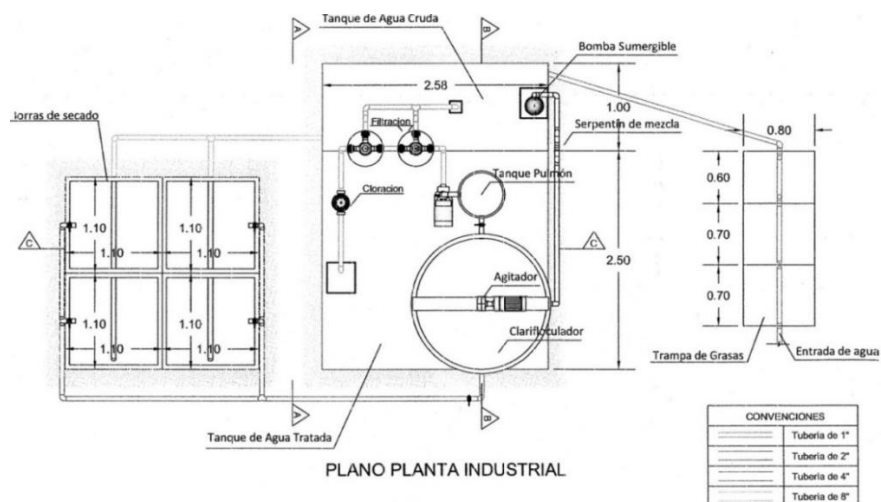 Tanque de Agua Cruda
A
B
Bomba Sumergible
2.58
1.00
Serpentin de mezcla
0.80
Filtracion
Borras de secado
0.60
Tanque Pulmón
Cloracion
1.10
1.10
1.10
1.10
0.70
C
C
2.50
Agitador
1.10
1.10
1.10
1.10
0.70
Clarifloculador
Trampa de Grasas
Entrada de agua
A
B
Tanque de Agua Tratada
PLANO PLANTA INDUSTRIAL
CONVENCIONES
Tuberia de 1"
Tuberia de 2"
Tuberia de 4"
Tuberia de 8"